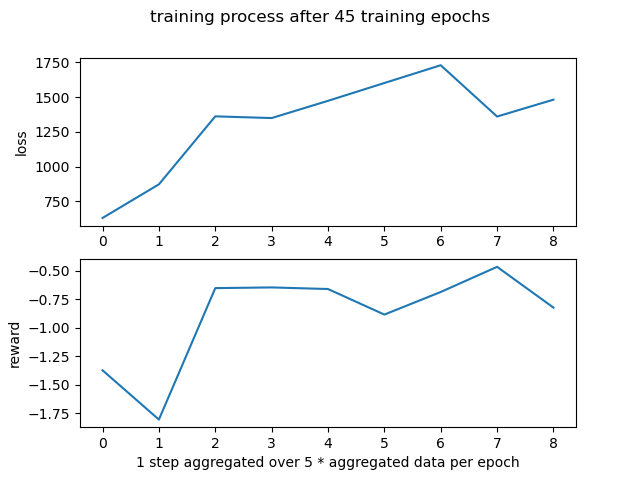 training process after 45 training epochs
1750
1500
1250
1000
750
loss
0 1 2 3 4 5 6 7 8
−0.50
−0.75
−1.00
−1.25
−1.50
−1.75
reward
0 1 2 3 4 5 6 7 8
1 step aggregated over 5 * aggregated data per epoch